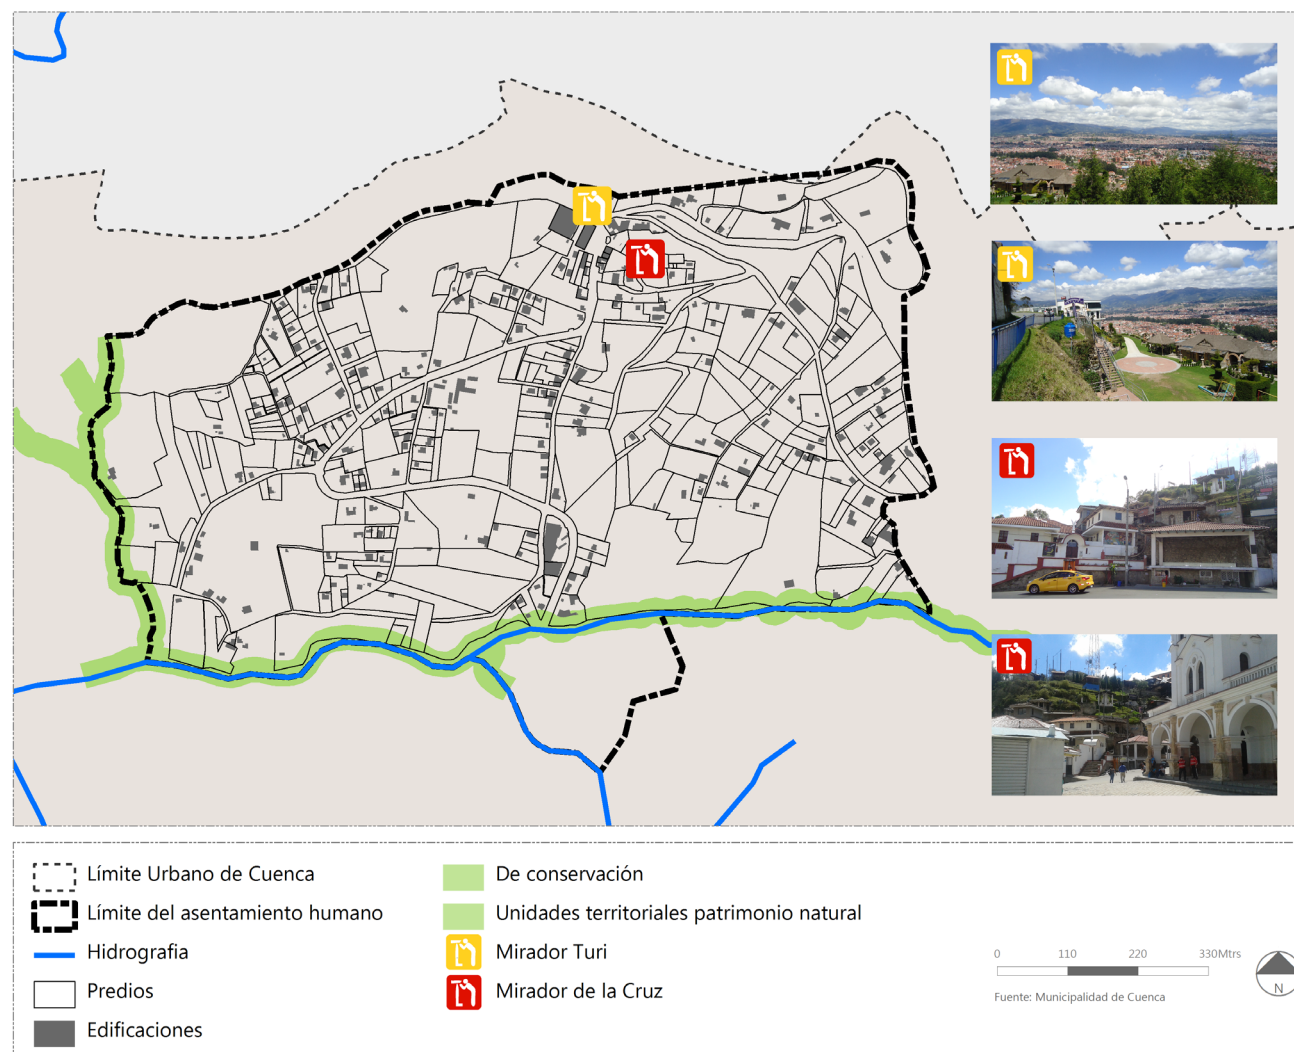 Límite Urbano de Cuenca
Límite del asentamiento humano
Hidrografia
Predios
Edificaciones
De conservación
Unidades territoriales patrimonio natural
Mirador Turi
Mirador de la Cruz
0 110 220 330Mtrs
Fuente: Municipalidad de Cuenca
N